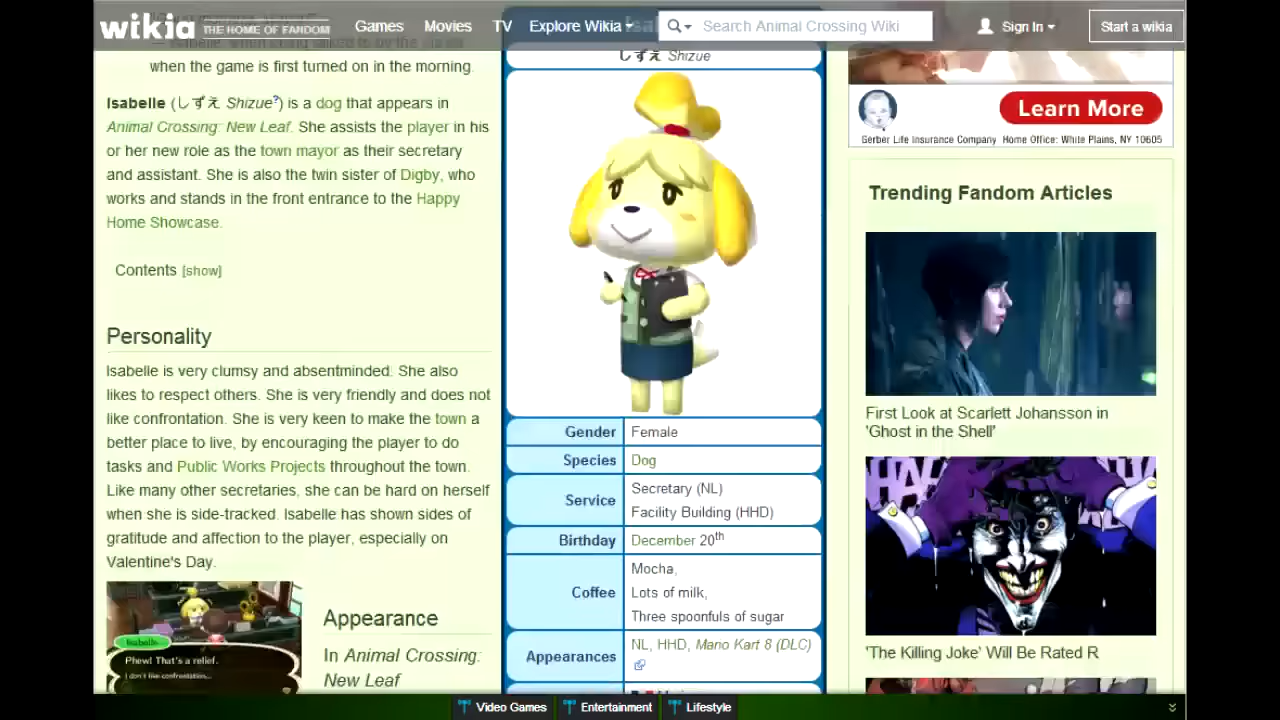 wikia THE HOME OF FANDOM Games Movies TV Explore Wikia Search Animal Crossing Wiki Sign In Start a wikia
when the game is first turned on in the morning.
Isabelle (しずえ Shizue?) is a dog that appears in
Animal Crossing: New Leaf. She assists the player in his
or her new role as the town mayor as their secretary
and assistant. She is also the twin sister of Digby, who
works and stands in the front entrance to the Happy
Home Showcase.
Contents [show]
Personality
Isabelle is very clumsy and absentminded. She also
likes to respect others. She is very friendly and does not
like confrontation. She is very keen to make the town a
better place to live, by encouraging the player to do
tasks and Public Works Projects throughout the town.
Like many other secretaries, she can be hard on herself
when she is side-tracked. Isabelle has shown sides of
gratitude and affection to the player, especially on
Valentine's Day.
Isabelle
Phew! That's a relief.
I don't like confrontation...
Appearance
In Animal Crossing:
New Leaf
しずえ Shizue
Gender Female
Species Dog
Service Secretary (NL)
Facility Building (HHD)
Birthday December 20th
Coffee Mocha,
Lots of milk,
Three spoonfuls of sugar
Appearances NL, HHD, Mario Kart 8 (DLC)
Learn More
Gerber Life Insurance Company Home Office: White Plains, NY 10605
Trending Fandom Articles
First Look at Scarlett Johansson in
'Ghost in the Shell'
HA
'The Killing Joke' Will Be Rated R
Video Games Entertainment Lifestyle